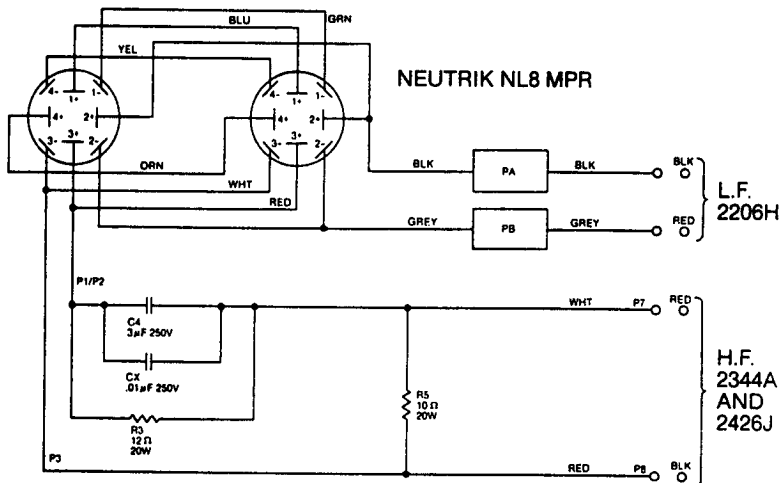 BLU
GRN
YEL
NEUTRIK NL8 MPR
4-
1+
1-
4+
2+
3-
3+
2-
4-
1+
1-
4+
2+
3-
3+
2-
ORN
WHT
RED
BLK
PA
BLK
BLK
GREY
PB
GREY
RED
L.F.
2206H
P1/P2
C4
3μF 250V
CX
.01μF 250V
R3
12 Ω
20W
R5
10 Ω
20W
WHT
P7
RED
H.F.
2344A
AND
2426J
P3
RED
P8
BLK